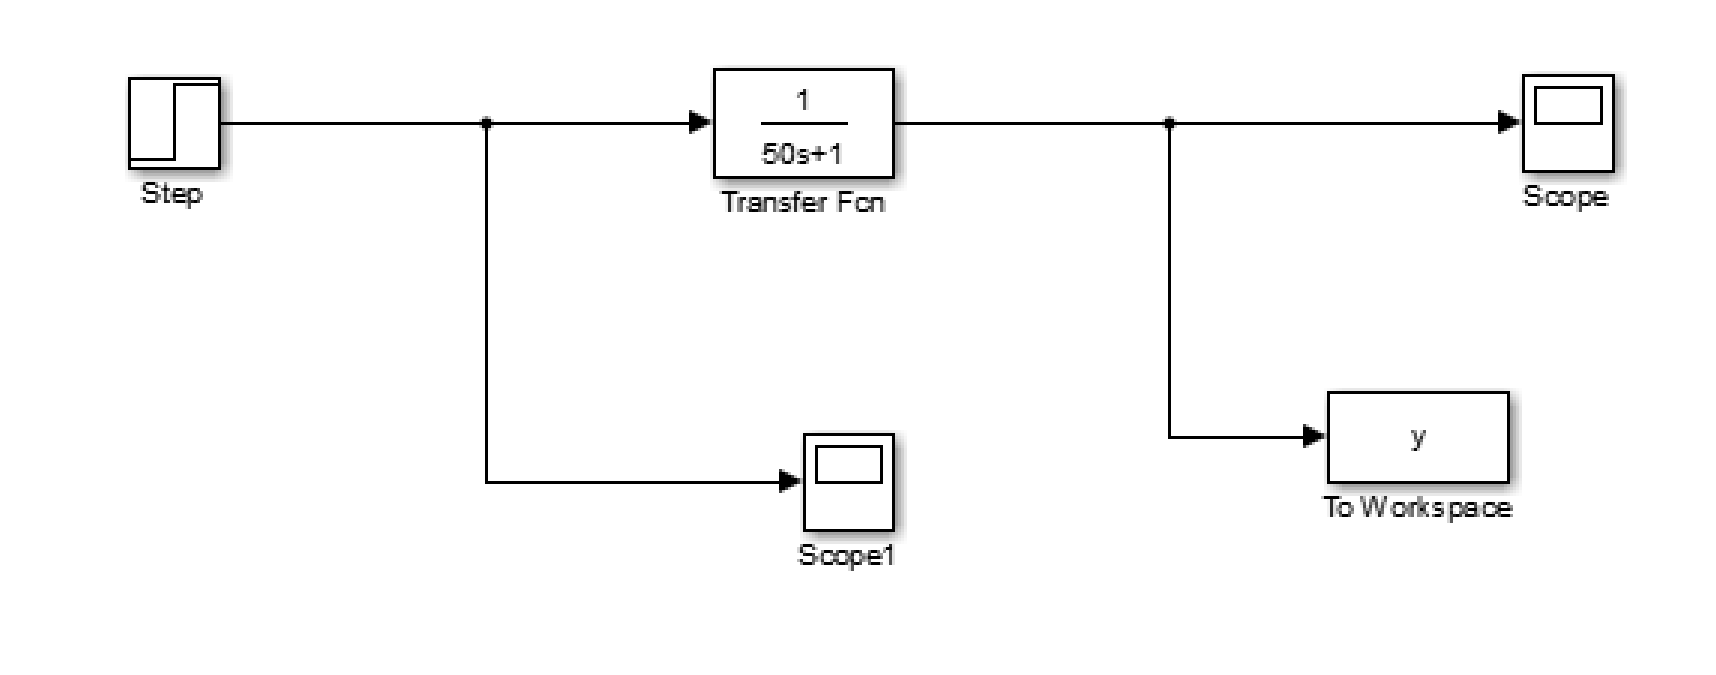 Step
1
50s+1
Transfer Fcn
Scope
Scope1
y
To Workspace